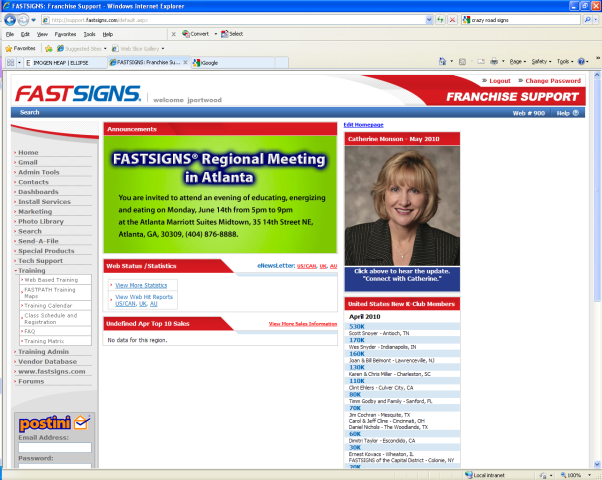 FASTSIGNS: Franchise Support - Windows Internet Explorer
http://support.fastsigns.com/default.aspx
crazy road signs
File Edit View Favorites Tools Help
Convert Select
Favorites Suggested Sites Web Slice Gallery
IMOGEN HEAP | ELLIPSE
FASTSIGNS: Franchise Su...
iGoogle
Page Safety Tools
FASTSIGNS.
welcome jportwood
» Logout » Change Password
FRANCHISE SUPPORT
Search
Web # 900 Help
Home
Gmail
Admin Tools
Contacts
Dashboards
Install Services
Marketing
Photo Library
Search
Send-A-File
Special Products
Tech Support
Training
Web Based Training
FASTPATH Training
Maps
Training Calendar
Class Schedule and
Registration
FAQ
Training Matrix
Training Admin
Vendor Database
www.fastsigns.com
Forums
postini
Email Address:
Password:
Announcements
FASTSIGNS® Regional Meeting
in Atlanta
You are invited to attend an evening of educating, energizing
and eating on Monday, June 14th from 5pm to 9pm
at the Atlanta Marriott Suites Midtown, 35 14th Street NE,
Atlanta, GA, 30309, (404) 876-8888.
Web Status /Statistics
eNewsLetter: US/CAN, UK, AU
View More Statistics
View Web Hit Reports
US/CAN, UK, AU
Undefined Apr Top 10 Sales
View More Sales Information
No data for this region.
Edit Homepage
Catherine Monson - May 2010
Click above to hear the update.
"Connect with Catherine."
United States New K-Club Members
April 2010
530K
Scott Snoyer - Antioch, TN
170K
Wes Snyder - Indianapolis, IN
160K
Joan & Bill Belmont - Lawrenceville, NJ
130K
Karen & Chris Miller - Charleston, SC
110K
Clint Ehlers - Culver City, CA
80K
Timm Godby and Family - Sanford, FL
70K
Jim Cochran - Mesquite, TX
Carol & Jeff Cline - Cincinnati, OH
Daniel Nichols - The Woodlands, TX
60K
Dimitri Taylor - Escondido, CA
30K
Ernest Kovacs - Wheaton, IL
FASTSIGNS of the Capital District - Colonie, NY
20K
Local intranet
100%